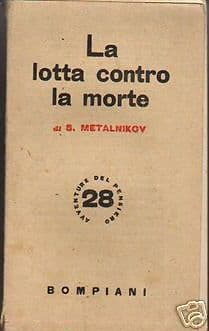 La
lotta contro
la morte
di S. METALNIKOV
AVVENTURE DEL PENSIERO
28
BOMPIANI